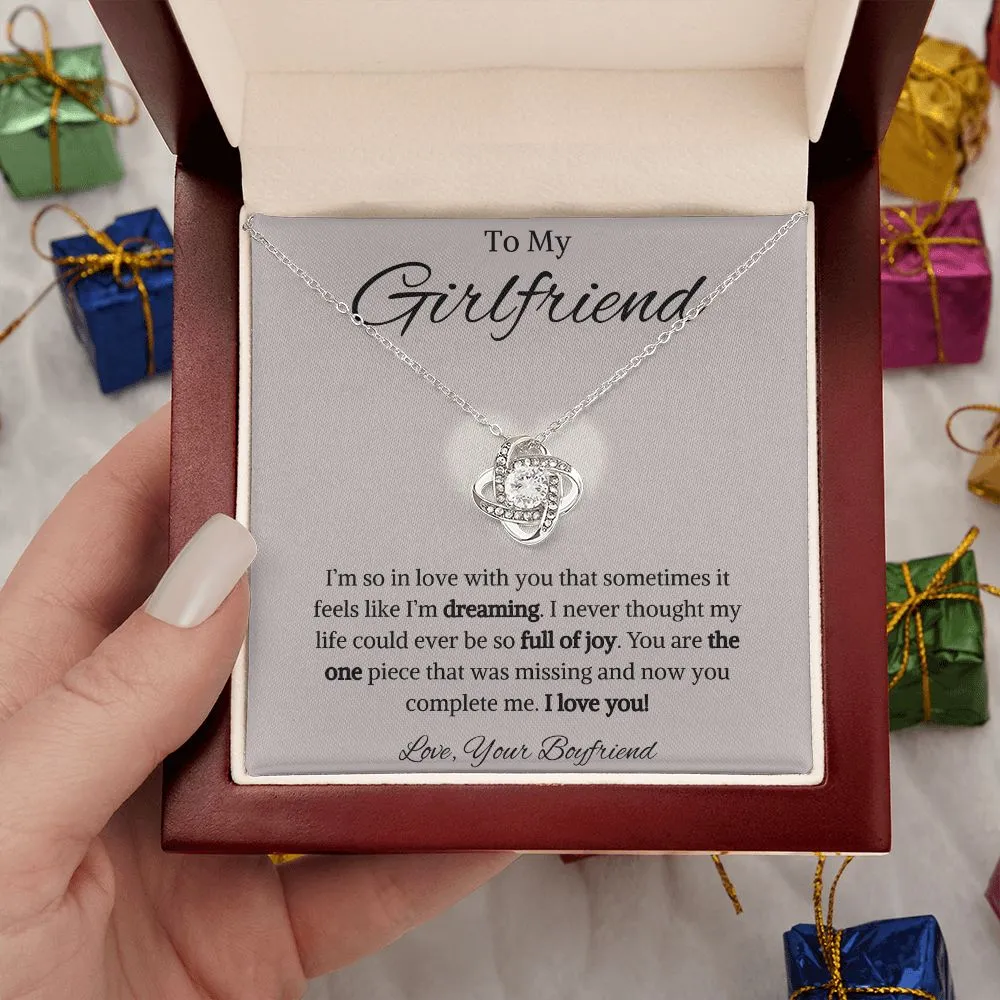 To My
Girlfriend
I'm so in love with you that sometimes it
feels like I'm dreaming. I never thought my
life could ever be so full of joy. You are the
one piece that was missing and now you
complete me. I love you!
Love, Your Boyfriend